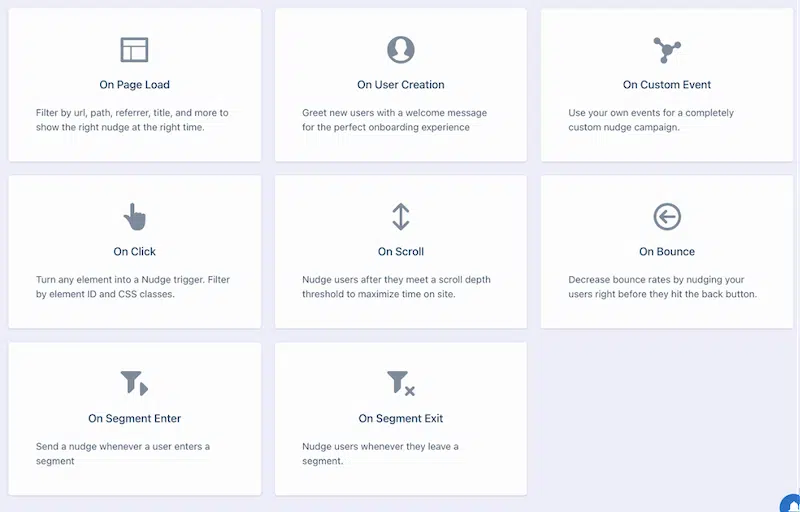 On Page Load
Filter by url, path, referrer, title, and more to
show the right nudge at the right time.
On User Creation
Greet new users with a welcome message
for the perfect onboarding experience
On Custom Event
Use your own events for a completely
custom nudge campaign.
On Click
Turn any element into a Nudge trigger. Filter
by element ID and CSS classes.
On Scroll
Nudge users after they meet a scroll depth
threshold to maximize time on site.
On Bounce
Decrease bounce rates by nudging your
users right before they hit the back button.
On Segment Enter
Send a nudge whenever a user enters a
segment
On Segment Exit
Nudge users whenever they leave a
segment.